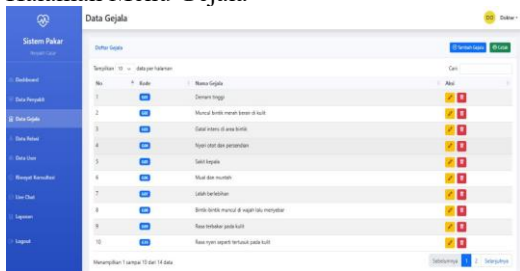 Halaman Menu Gejala
Data Gejala
Dokter
Sistem Pakar
Daftar Gejala
Tambah Gejala
Cetak
Tampilkan 10 data per halaman
Cari:
No. Kode Nama Gejala Aksi
1 Demam tinggi
2 Muncul bintik merah besar di kulit
3 Gatal intens di area bintik
4 Nyeri otot dan persendian
5 Sakit kepala
6 Mual dan muntah
7 Lelah berlebihan
8 Bintik-bintik muncul di wajah lalu menyebar
9 Rasa terbakar pada kulit
10 Rasa nyeri seperti tertusuk pada kulit
Menampilkan 1 sampai 10 dari 14 data
Sebelumnya 1 2 Selanjutnya
Dashboard
Data Penyakit
Data Gejala
Data User
Riwayat Konsultasi
Live Chat
Laporan
Logout